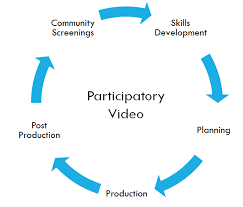 Community
Screenings
Skills
Development
Participatory
Video
Planning
Post
Production
Production